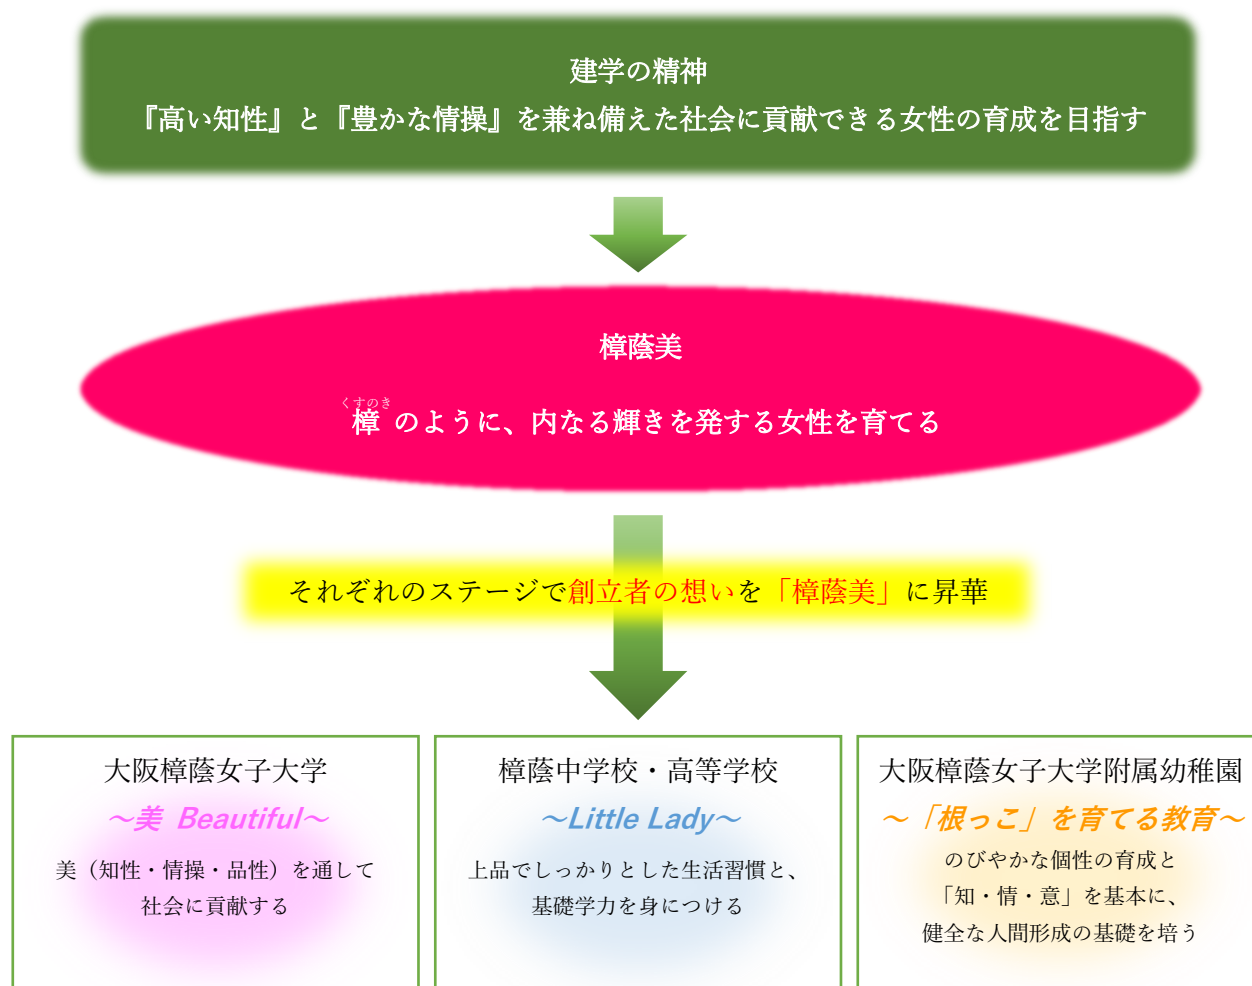 建学の精神
『高い知性』と『豊かな情操』を兼ね備えた社会に貢献できる女性の育成を目指す
樟蔭美
くすのき
樟のように、内なる輝きを発する女性を育てる
それぞれのステージで創立者の想いを「樟蔭美」に昇華
大阪樟蔭女子大学
～美 Beautiful～
美（知性・情操・品性）を通して
社会に貢献する
樟蔭中学校・高等学校
～Little Lady～
上品でしっかりとした生活習慣と、
基礎学力を身につける
大阪樟蔭女子大学附属幼稚園
～「根っこ」を育てる教育～
のびやかな個性の育成と
「知・情・意」を基本に、
健全な人間形成の基礎を培う